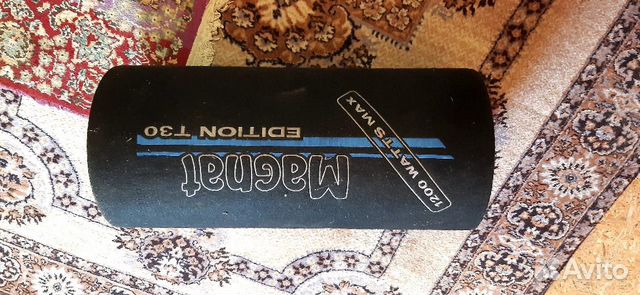 Magnat
EDITION T30
1200 WATTS MAX
Avito